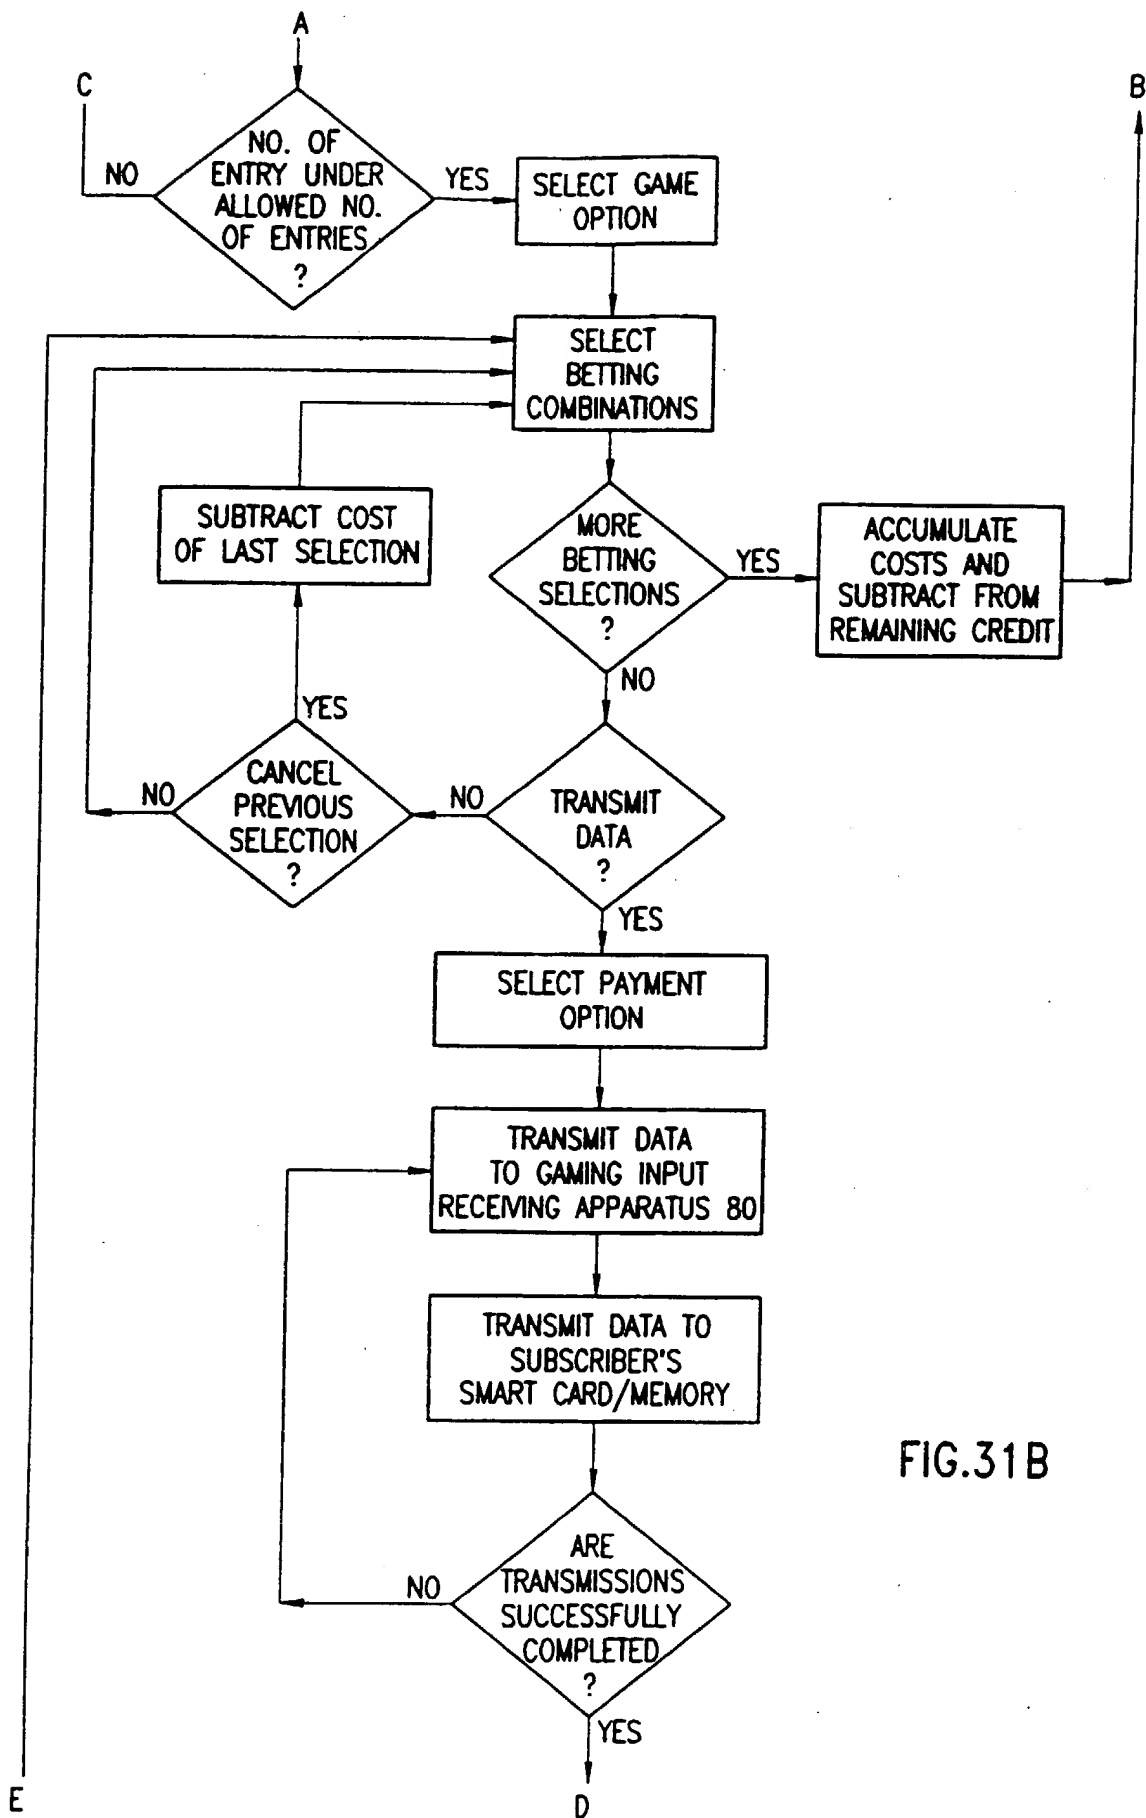 A
C
B
NO. OF
ENTRY UNDER
ALLOWED NO.
OF ENTRIES
?
NO
YES
SELECT GAME
OPTION
SELECT
BETTING
COMBINATIONS
SUBTRACT COST
OF LAST SELECTION
MORE
BETTING
SELECTIONS
?
YES
ACCUMULATE
COSTS AND
SUBTRACT FROM
REMAINING CREDIT
NO
YES
CANCEL
PREVIOUS
SELECTION
?
NO
NO
TRANSMIT
DATA
?
YES
SELECT PAYMENT
OPTION
TRANSMIT DATA
TO GAMING INPUT
RECEIVING APPARATUS 80
TRANSMIT DATA TO
SUBSCRIBER'S
SMART CARD/MEMORY
FIG.31B
ARE
TRANSMISSIONS
SUCCESSFULLY
COMPLETED
?
NO
YES
E
D